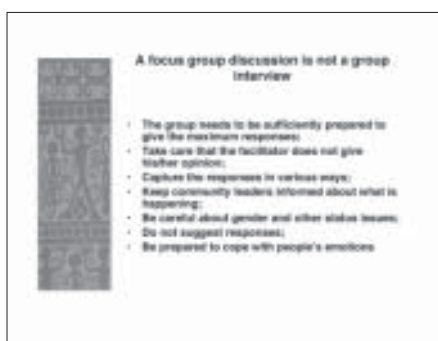 A focus group discussion is not a group
interview
• The group needs to be sufficiently prepared to
give the maximum responses;
• Take care that the facilitator does not give
his/her opinion;
• Capture the responses in various ways;
• Keep community leaders informed about what is
happening;
• Be careful about gender and other status issues;
• Do not suggest responses;
• Be prepared to cope with people's emotions